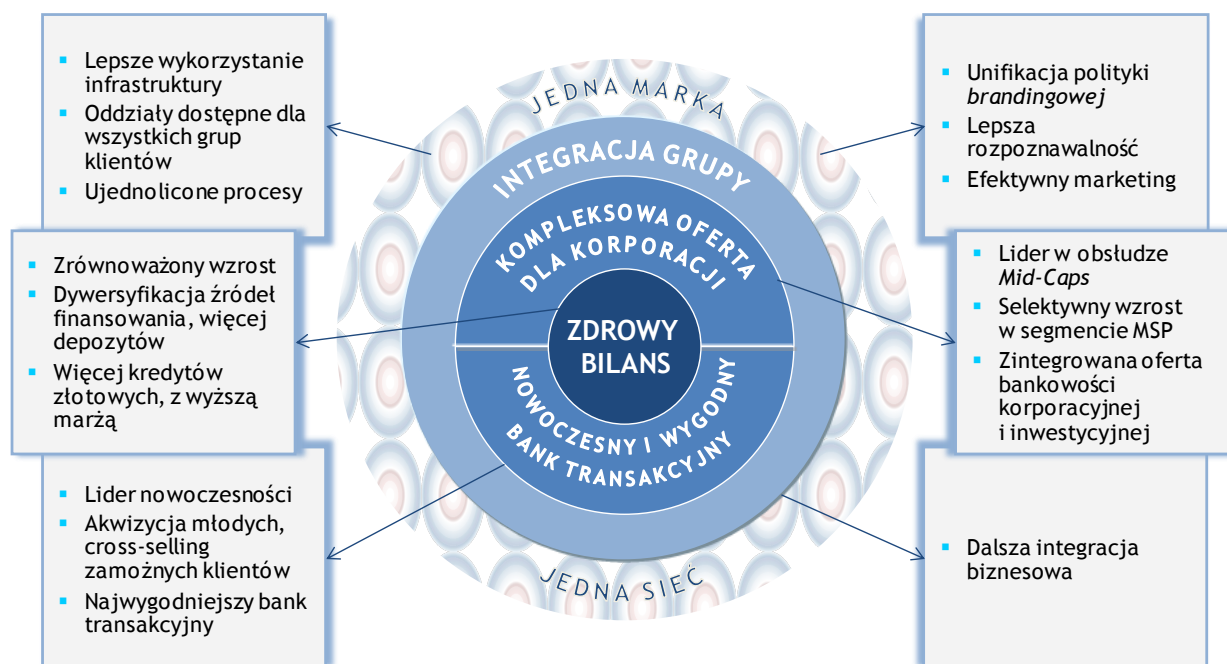 Lepsze wykorzystanie
infrastruktury
Oddziały dostępne dla
wszystkich grup
klientów
Ujednolicone procesy
Zrównoważony wzrost
Dywersyfikacja źródeł
finansowania, więcej
depozytów
Więcej kredytów
złotowych, z wyższą
marżą
Lider nowoczesności
Akwizycja młodych,
cross-selling
zamożnych klientów
Najwygodniejszy bank
transakcyjny
JEDNA MARKA
INTEGRACJA GRUPY
KOMPLEKSOWA OFERTA
DLA KORPORACJI
ZDROWY
BILANS
NOWOCZESNY I WYGODNY
BANK TRANSAKCYJNY
JEDNA SIEĆ
Unifikacja polityki
brandingowej
Lepsza
rozpoznawalność
Efektywny marketing
Lider w obsłudze
Mid-Caps
Selektywny wzrost
w segmencie MSP
Zintegrowana oferta
bankowości
korporacyjnej
i inwestycyjnej
Dalsza integracja
biznesowa